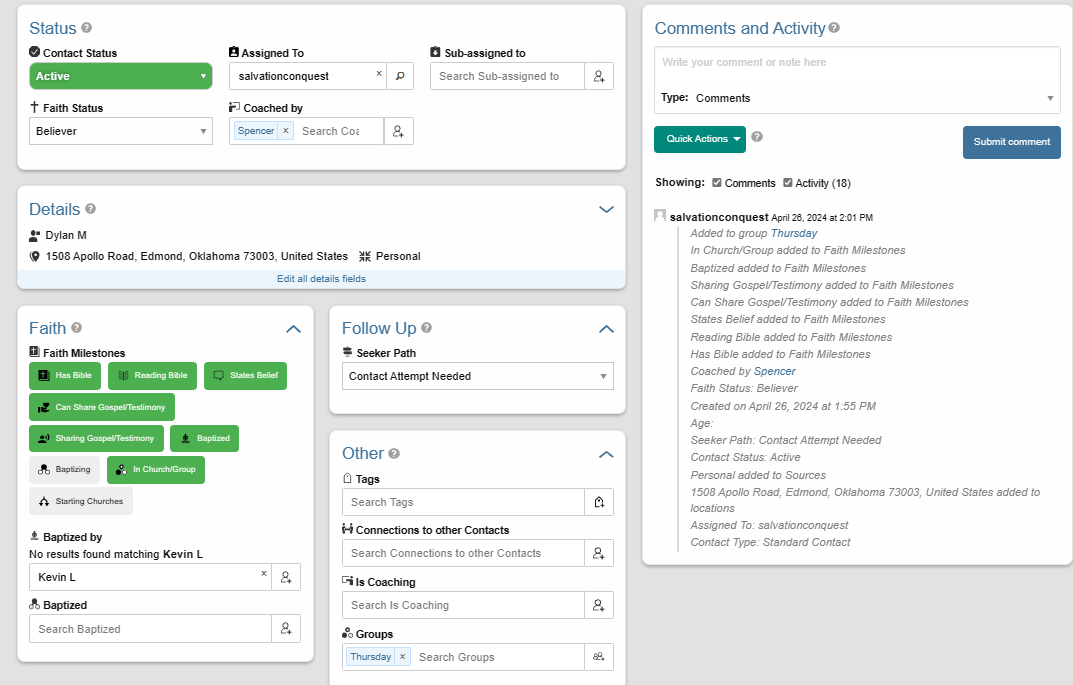 Status
Contact Status
Active
Assigned To
salvationconquest ×
Sub-assigned to
Search Sub-assigned to
Faith Status
Believer
Coached by
Spencer × Search Coa
Details
Dylan M
1508 Apollo Road, Edmond, Oklahoma 73003, United States Personal
Edit all details fields
Faith
Faith Milestones
Has Bible Reading Bible States Belief
Can Share Gospel/Testimony
Sharing Gospel/Testimony Baptized
Baptizing In Church/Group
Starting Churches
Baptized by
No results found matching Kevin L
Kevin L ×
Baptized
Search Baptized
Follow Up
Seeker Path
Contact Attempt Needed
Other
Tags
Search Tags
Connections to other Contacts
Search Connections to other Contacts
Is Coaching
Search Is Coaching
Groups
Thursday × Search Groups
Comments and Activity
Write your comment or note here
Type: Comments
Quick Actions
Submit comment
Showing: Comments Activity (18)
salvationconquest April 26, 2024 at 2:01 PM
Added to group Thursday
In Church/Group added to Faith Milestones
Baptized added to Faith Milestones
Sharing Gospel/Testimony added to Faith Milestones
Can Share Gospel/Testimony added to Faith Milestones
States Belief added to Faith Milestones
Reading Bible added to Faith Milestones
Has Bible added to Faith Milestones
Coached by Spencer
Faith Status: Believer
Created on April 26, 2024 at 1:55 PM
Age:
Seeker Path: Contact Attempt Needed
Contact Status: Active
Personal added to Sources
1508 Apollo Road, Edmond, Oklahoma 73003, United States added to
locations
Assigned To: salvationconquest
Contact Type: Standard Contact